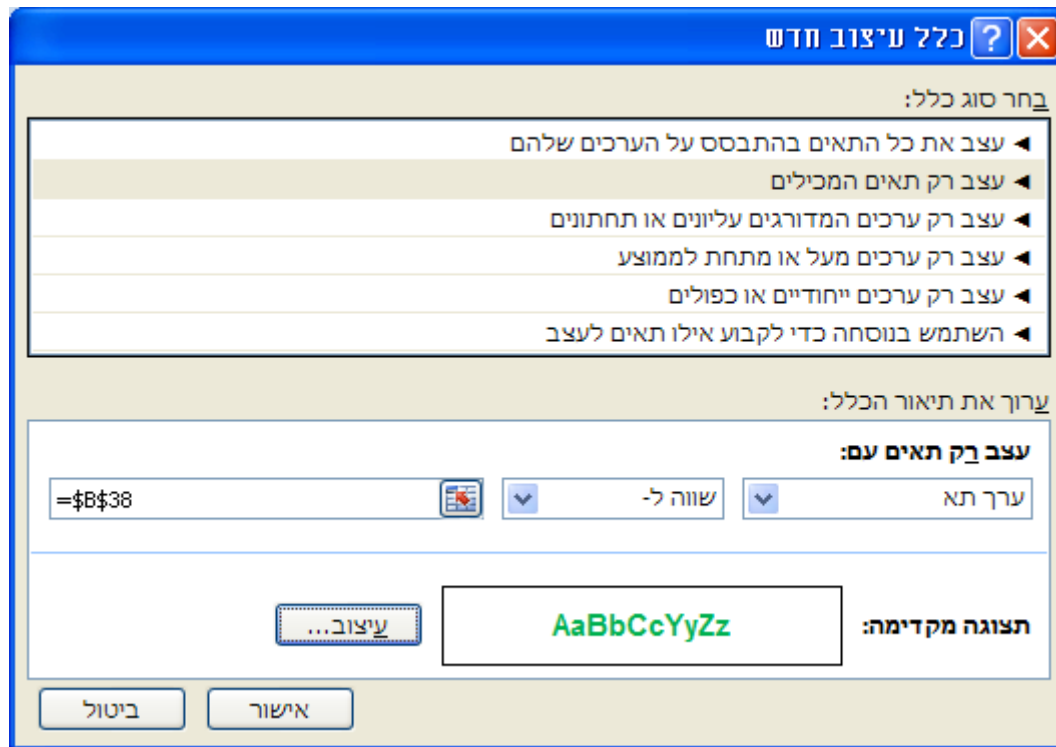 כלל עיצוב חדש
בחר סוג כלל:
◄ עצב את כל התאים בהתבסס על הערכים שלהם
◄ עצב רק תאים המכילים
◄ עצב רק ערכים המדורגים עליונים או תחתונים
◄ עצב רק ערכים מעל או מתחת לממוצע
◄ עצב רק ערכים ייחודיים או כפולים
◄ השתמש בנוסחה כדי לקבוע אילו תאים לעצב
ערוך את תיאור הכלל:
עצב רק תאים עם:
ערך תא שווה ל- =$B$38
תצוגה מקדימה: AaBbCcYyZz עיצוב...
אישור ביטול